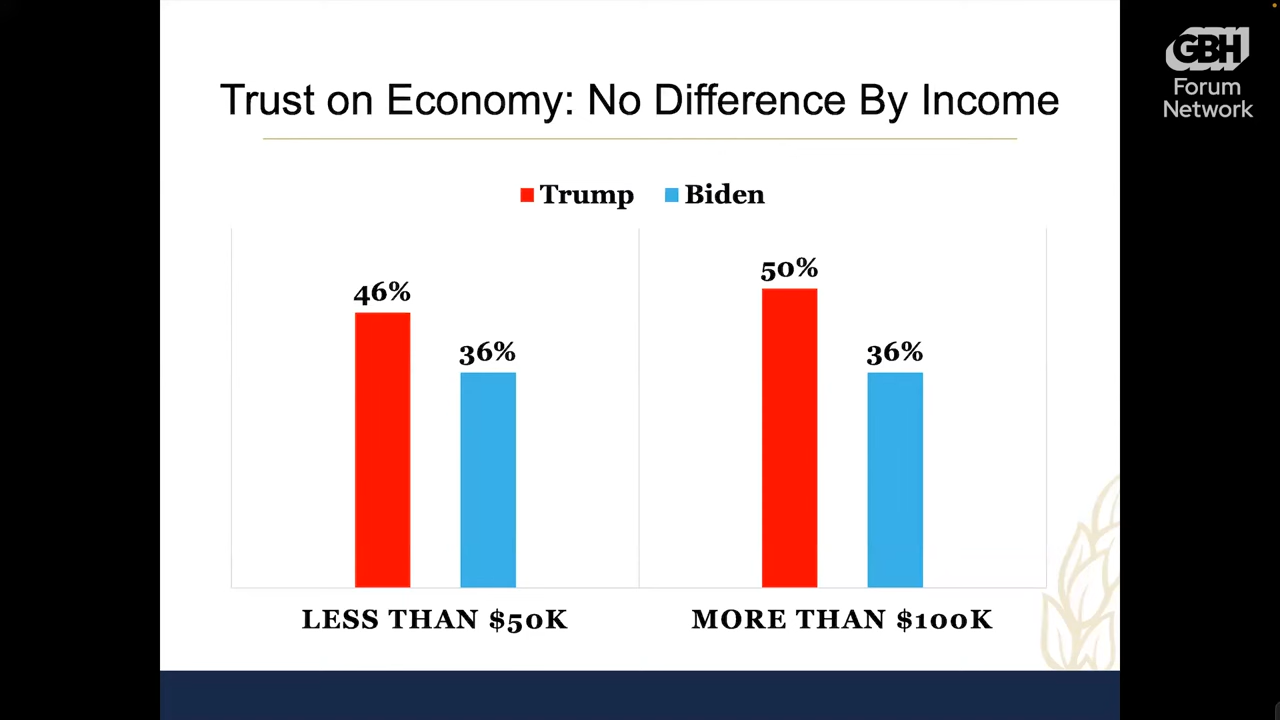 GBH
Forum
Network
Trust on Economy: No Difference By Income
Trump Biden
46%
36%
50%
36%
LESS THAN $50K
MORE THAN $100K